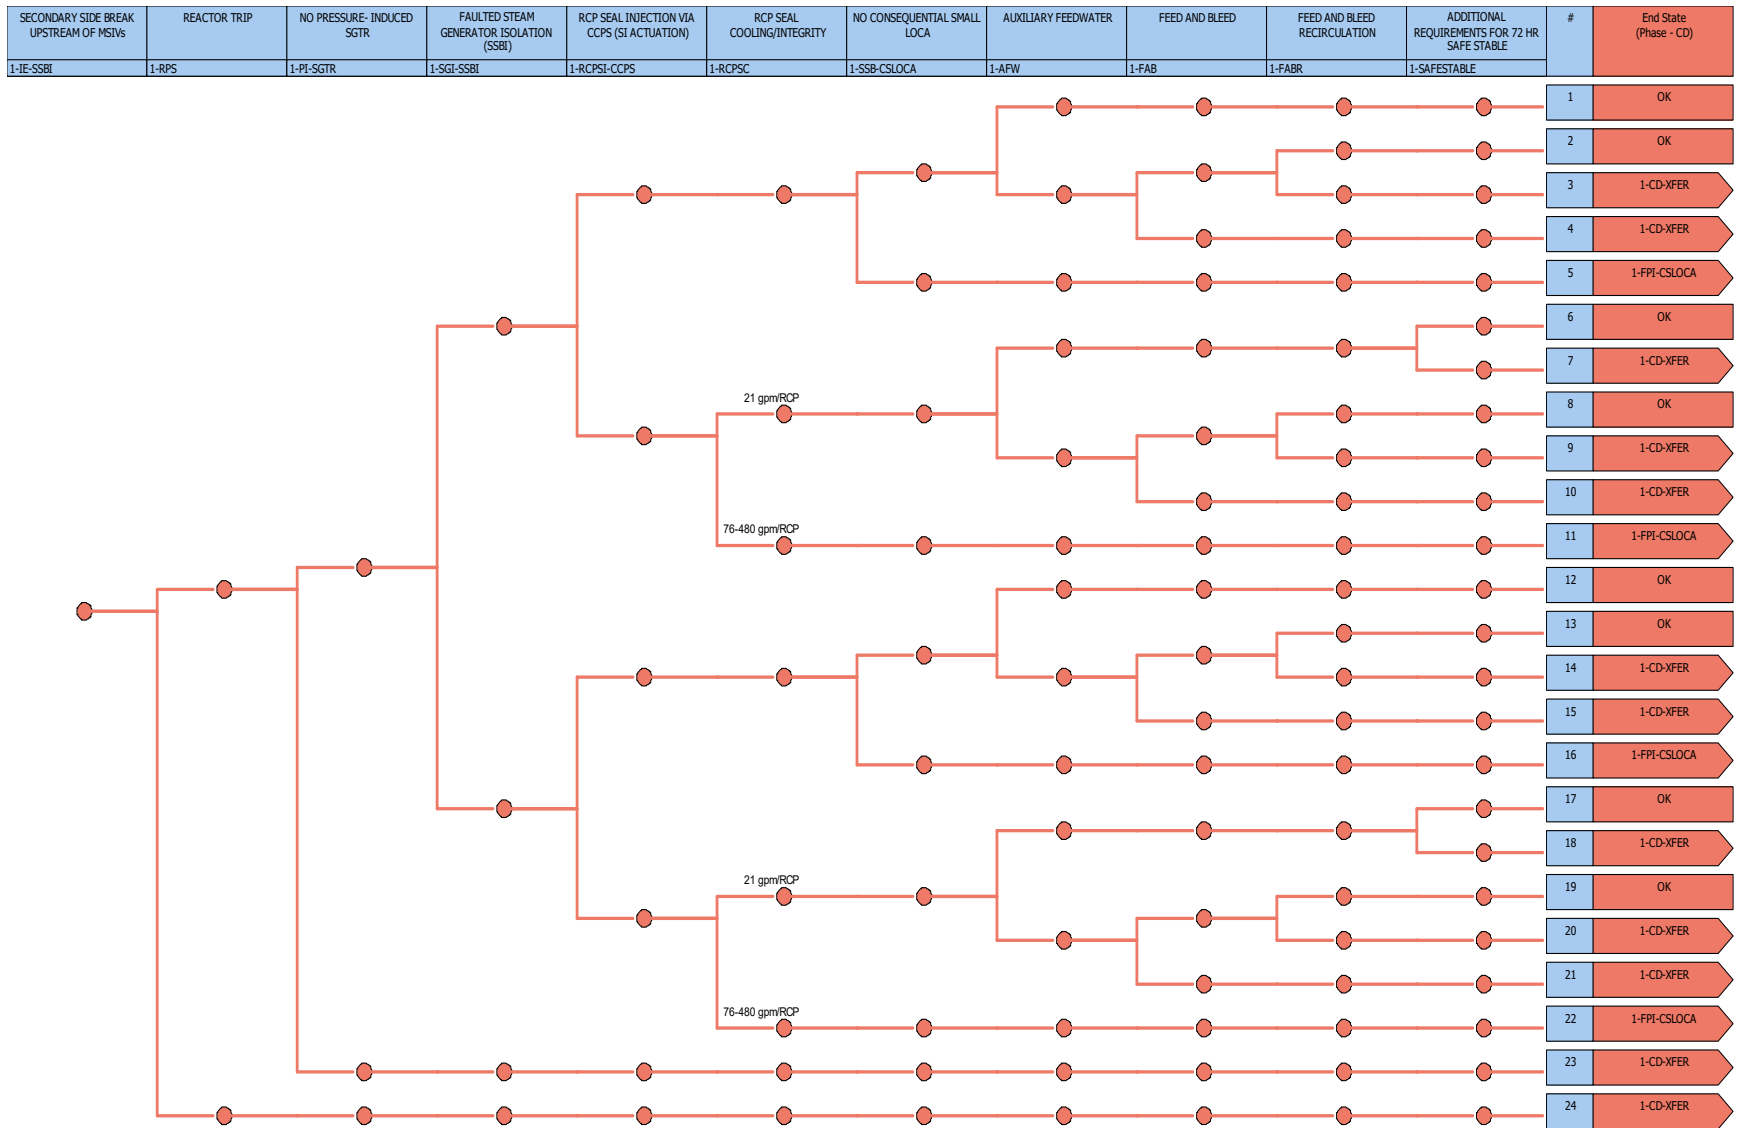 SECONDARY SIDE BREAK
UPSTREAM OF MSIVs
1-IE-SSBI
REACTOR TRIP
1-RPS
NO PRESSURE- INDUCED
SGTR
1-PI-SGTR
FAULTED STEAM
GENERATOR ISOLATION
(SSBI)
1-SGI-SSBI
RCP SEAL INJECTION VIA
CCPS (SI ACTUATION)
1-RCPSI-CCPS
RCP SEAL
COOLING/INTEGRITY
1-RCPSC
NO CONSEQUENTIAL SMALL
LOCA
1-SSB-CSLOCA
AUXILIARY FEEDWATER
1-AFW
FEED AND BLEED
1-FAB
FEED AND BLEED
RECIRCULATION
1-FABR
ADDITIONAL
REQUIREMENTS FOR 72 HR
SAFE STABLE
1-SAFESTABLE
#
End State
(Phase - CD)
1 OK
2 OK
3 1-CD-XFER
4 1-CD-XFER
5 1-FPI-CSLOCA
6 OK
7 1-CD-XFER
21 gpm/RCP
8 OK
9 1-CD-XFER
10 1-CD-XFER
76-480 gpm/RCP
11 1-FPI-CSLOCA
12 OK
13 OK
14 1-CD-XFER
15 1-CD-XFER
16 1-FPI-CSLOCA
17 OK
18 1-CD-XFER
21 gpm/RCP
19 OK
20 1-CD-XFER
21 1-CD-XFER
76-480 gpm/RCP
22 1-FPI-CSLOCA
23 1-CD-XFER
24 1-CD-XFER